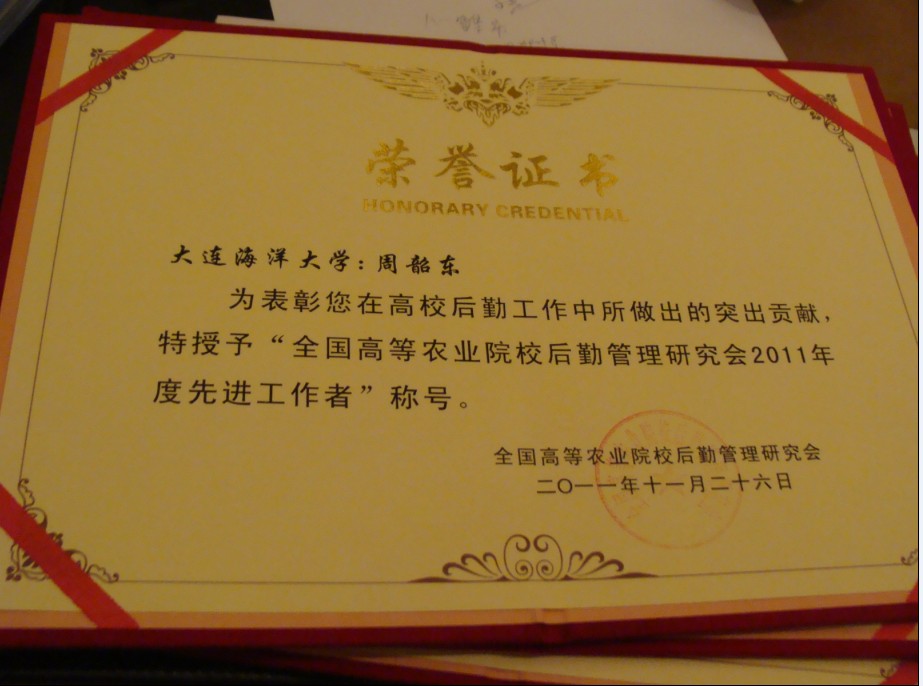 荣誉证书
HONORARY CREDENTIAL
大连海洋大学：周韶东
为表彰您在高校后勤工作中所做出的突出贡献，
特授予“全国高等农业院校后勤管理研究会2011年
度先进工作者”称号。
全国高等农业院校后勤管理研究会
二〇一一年十一月二十六日